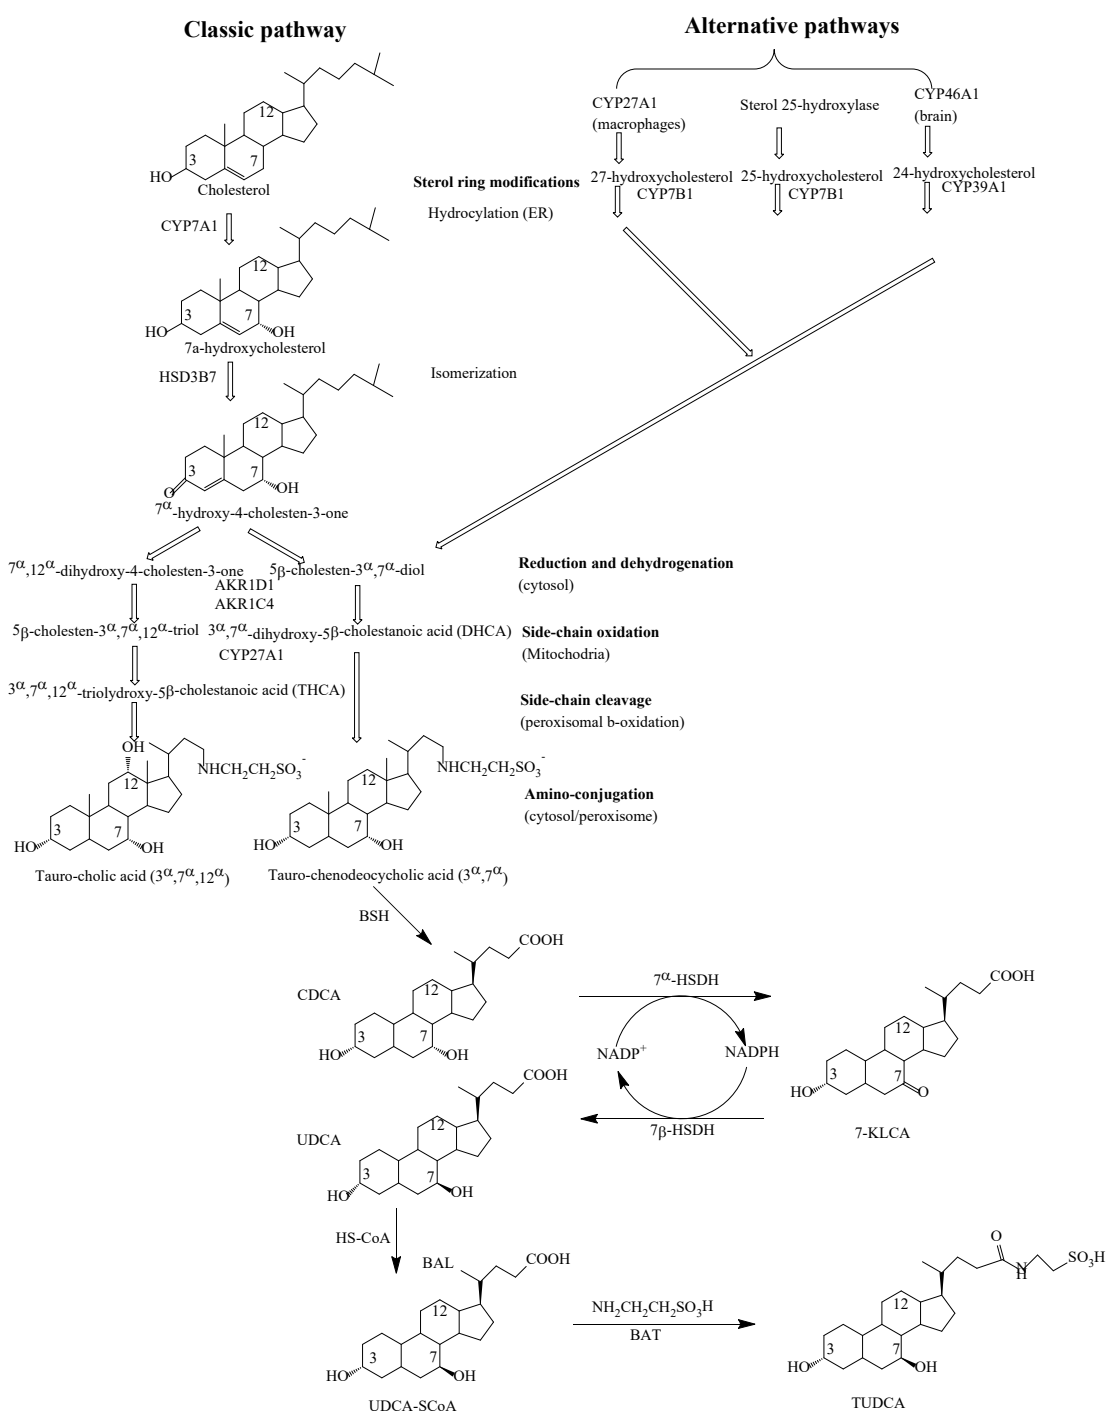 Classic pathway
Alternative pathways
12
3
7
HO
Cholesterol
CYP27A1
(macrophages)
Sterol 25-hydroxylase
CYP46A1
(brain)
Sterol ring modifications
Hydrocylation (ER)
27-hydroxycholesterol
CYP7B1
25-hydroxycholesterol
CYP7B1
24-hydroxycholesterol
CYP39A1
CYP7A1
12
3
7
HO
OH
7a-hydroxycholesterol
HSD3B7
Isomerization
12
3
7
O
OH
7α-hydroxy-4-cholesten-3-one
7α,12α-dihydroxy-4-cholesten-3-one
5β-cholesten-3α,7α-diol
Reduction and dehydrogenation
(cytosol)
AKR1D1
AKR1C4
5β-cholesten-3α,7α,12α-triol
3α,7α-dihydroxy-5β-cholestanoic acid (DHCA)
Side-chain oxidation
(Mitochodria)
CYP27A1
3α,7α,12α-triolydroxy-5β-cholestanoic acid (THCA)
Side-chain cleavage
(peroxisomal b-oxidation)
OH
NHCH2CH2SO3-
12
3
7
HO
OH
Tauro-cholic acid (3α,7α,12α)
NHCH2CH2SO3-
12
3
7
HO
OH
Tauro-chenodeocycholic acid (3α,7α)
Amino-conjugation
(cytosol/peroxisome)
BSH
CDCA
COOH
12
3
7
HO
OH
7α-HSDH
NADP+
NADPH
7β-HSDH
COOH
12
3
7
HO
O
7-KLCA
UDCA
COOH
12
3
7
HO
OH
HS-CoA
BAL
COOH
12
3
7
HO
OH
UDCA-SCoA
NH2CH2CH2SO3H
BAT
O
N
H
SO3H
12
3
7
HO
OH
TUDCA